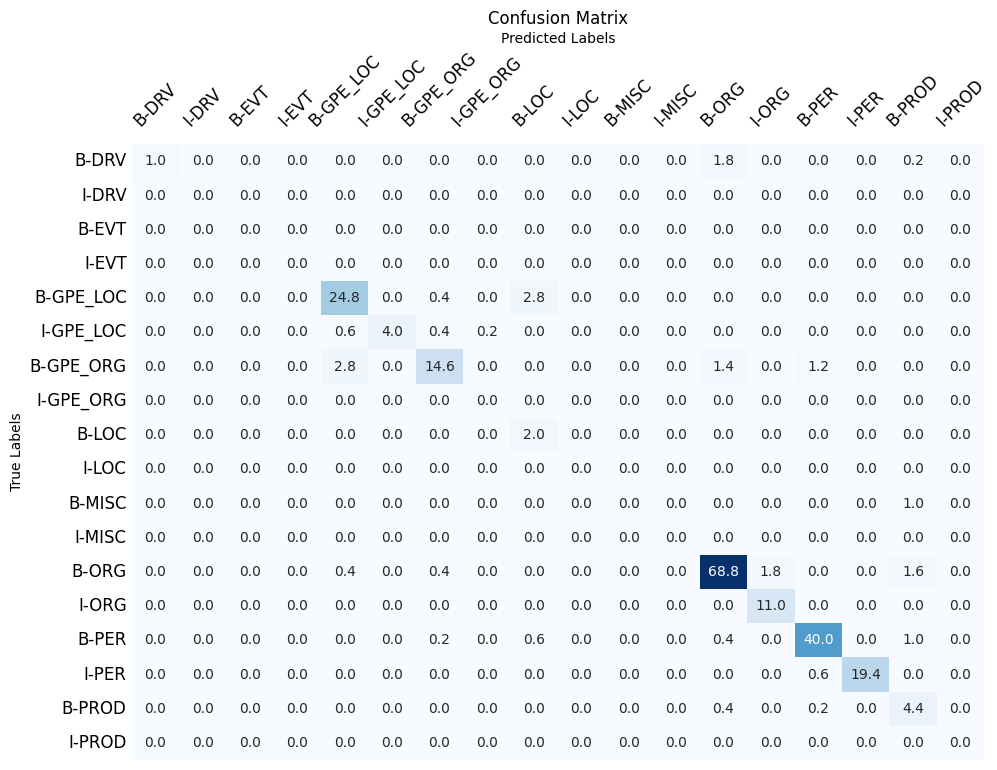 Confusion Matrix
Predicted Labels
B-DRV I-DRV B-EVT I-EVT B-GPE_LOC I-GPE_LOC B-GPE_ORG I-GPE_ORG B-LOC I-LOC B-MISC I-MISC B-ORG I-ORG B-PER I-PER B-PROD I-PROD
B-DRV 1.0 0.0 0.0 0.0 0.0 0.0 0.0 0.0 0.0 0.0 0.0 0.0 1.8 0.0 0.0 0.0 0.2 0.0
I-DRV 0.0 0.0 0.0 0.0 0.0 0.0 0.0 0.0 0.0 0.0 0.0 0.0 0.0 0.0 0.0 0.0 0.0 0.0
B-EVT 0.0 0.0 0.0 0.0 0.0 0.0 0.0 0.0 0.0 0.0 0.0 0.0 0.0 0.0 0.0 0.0 0.0 0.0
I-EVT 0.0 0.0 0.0 0.0 0.0 0.0 0.0 0.0 0.0 0.0 0.0 0.0 0.0 0.0 0.0 0.0 0.0 0.0
B-GPE_LOC 0.0 0.0 0.0 0.0 24.8 0.0 0.4 0.0 2.8 0.0 0.0 0.0 0.0 0.0 0.0 0.0 0.0 0.0
I-GPE_LOC 0.0 0.0 0.0 0.0 0.6 4.0 0.4 0.2 0.0 0.0 0.0 0.0 0.0 0.0 0.0 0.0 0.0 0.0
B-GPE_ORG 0.0 0.0 0.0 0.0 2.8 0.0 14.6 0.0 0.0 0.0 0.0 0.0 1.4 0.0 1.2 0.0 0.0 0.0
I-GPE_ORG 0.0 0.0 0.0 0.0 0.0 0.0 0.0 0.0 0.0 0.0 0.0 0.0 0.0 0.0 0.0 0.0 0.0 0.0
B-LOC 0.0 0.0 0.0 0.0 0.0 0.0 0.0 0.0 2.0 0.0 0.0 0.0 0.0 0.0 0.0 0.0 0.0 0.0
I-LOC 0.0 0.0 0.0 0.0 0.0 0.0 0.0 0.0 0.0 0.0 0.0 0.0 0.0 0.0 0.0 0.0 0.0 0.0
B-MISC 0.0 0.0 0.0 0.0 0.0 0.0 0.0 0.0 0.0 0.0 0.0 0.0 0.0 0.0 0.0 0.0 1.0 0.0
I-MISC 0.0 0.0 0.0 0.0 0.0 0.0 0.0 0.0 0.0 0.0 0.0 0.0 0.0 0.0 0.0 0.0 0.0 0.0
B-ORG 0.0 0.0 0.0 0.0 0.4 0.0 0.4 0.0 0.0 0.0 0.0 0.0 68.8 1.8 0.0 0.0 1.6 0.0
I-ORG 0.0 0.0 0.0 0.0 0.0 0.0 0.0 0.0 0.0 0.0 0.0 0.0 0.0 11.0 0.0 0.0 0.0 0.0
B-PER 0.0 0.0 0.0 0.0 0.0 0.0 0.2 0.0 0.6 0.0 0.0 0.0 0.4 0.0 40.0 0.0 1.0 0.0
I-PER 0.0 0.0 0.0 0.0 0.0 0.0 0.0 0.0 0.0 0.0 0.0 0.0 0.0 0.0 0.6 19.4 0.0 0.0
B-PROD 0.0 0.0 0.0 0.0 0.0 0.0 0.0 0.0 0.0 0.0 0.0 0.0 0.4 0.0 0.2 0.0 4.4 0.0
I-PROD 0.0 0.0 0.0 0.0 0.0 0.0 0.0 0.0 0.0 0.0 0.0 0.0 0.0 0.0 0.0 0.0 0.0 0.0
True Labels